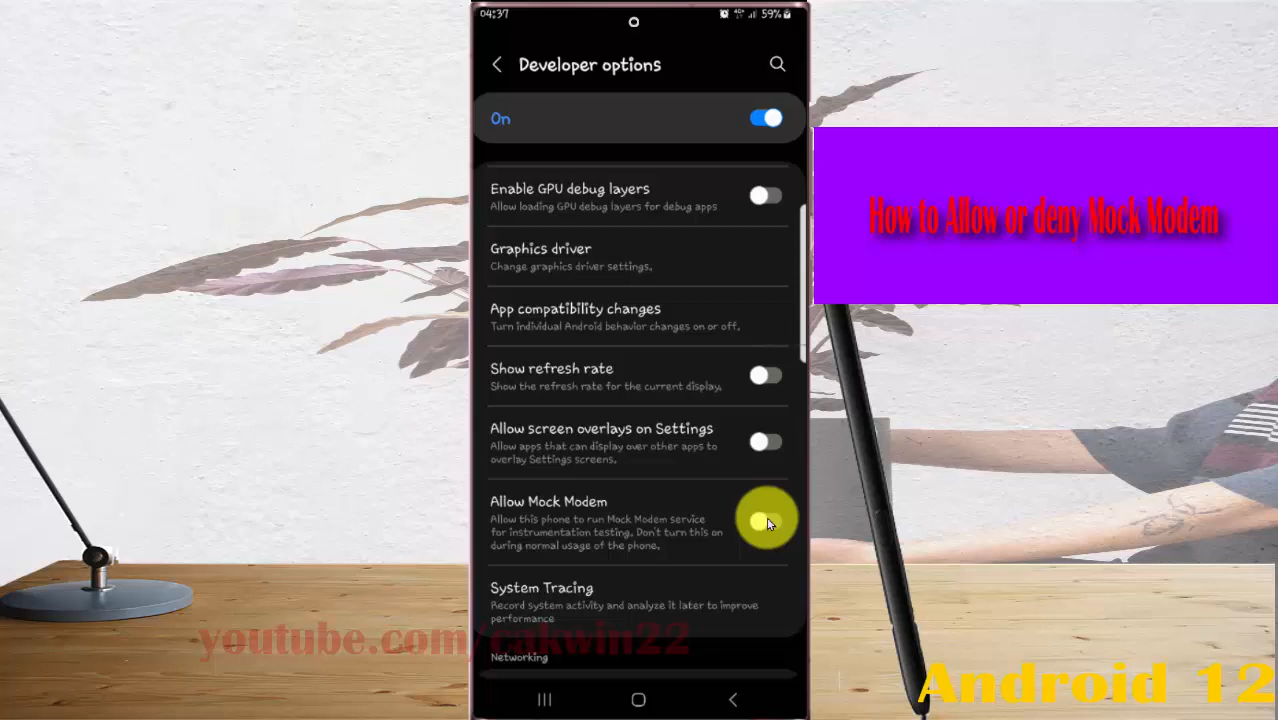 04:37
4G+
59%
Developer options
On
How to Allow or deny Mock Modem
Enable GPU debug layers
Allow loading GPU debug layers for debug apps
Graphics driver
Change graphics driver settings.
App compatibility changes
Turn individual Android behavior changes on or off.
Show refresh rate
Show the refresh rate for the current display.
Allow screen overlays on Settings
Allow apps that can display over other apps to
overlay Settings screens.
Allow Mock Modem
Allow this phone to run Mock Modem service
for instrumentation testing. Don't turn this on
during normal usage of the phone.
System Tracing
Record system activity and analyze it later to improve
performance
youtube.com/cakwin22
Networking
Android 12